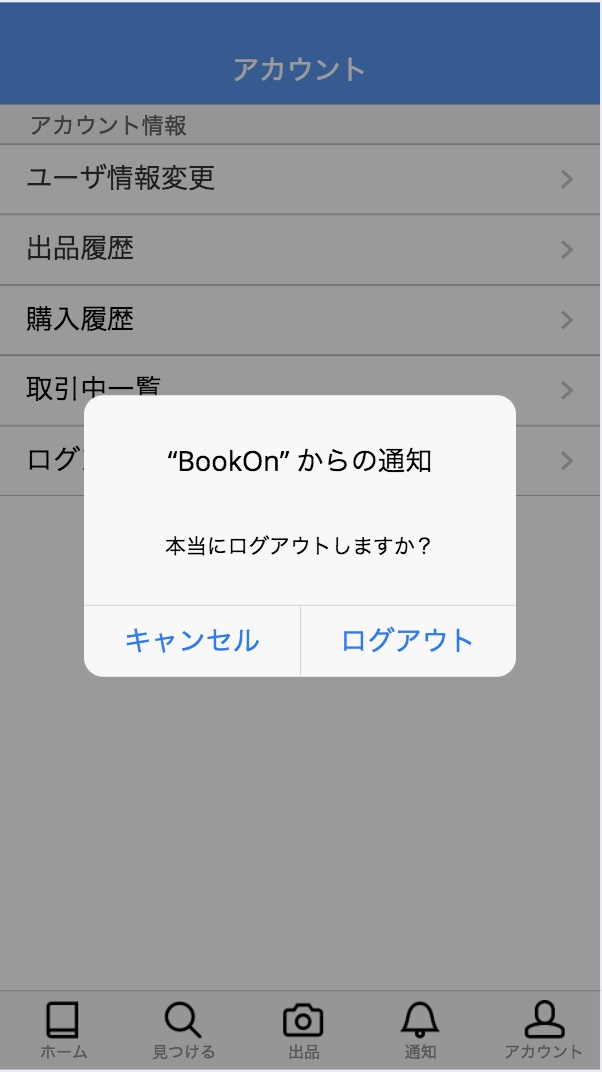 アカウント
アカウント情報
ユーザ情報変更
出品履歴
購入履歴
取引中一覧
ログ
“BookOn” からの通知
本当にログアウトしますか？
キャンセル ログアウト
ホーム 見つける 出品 通知 アカウント